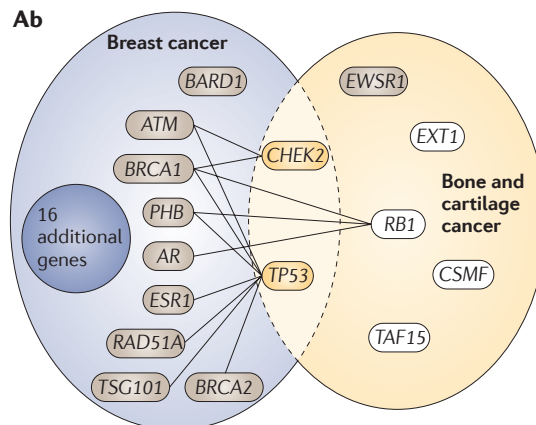 Ab
Breast cancer
BARD1
EWSR1
ATM
EXT1
CHEK2
BRCA1
Bone and
cartilage
cancer
16
additional
genes
PHB
RB1
AR
TP53
CSMF
ESR1
RAD51A
TAF15
TSG101
BRCA2